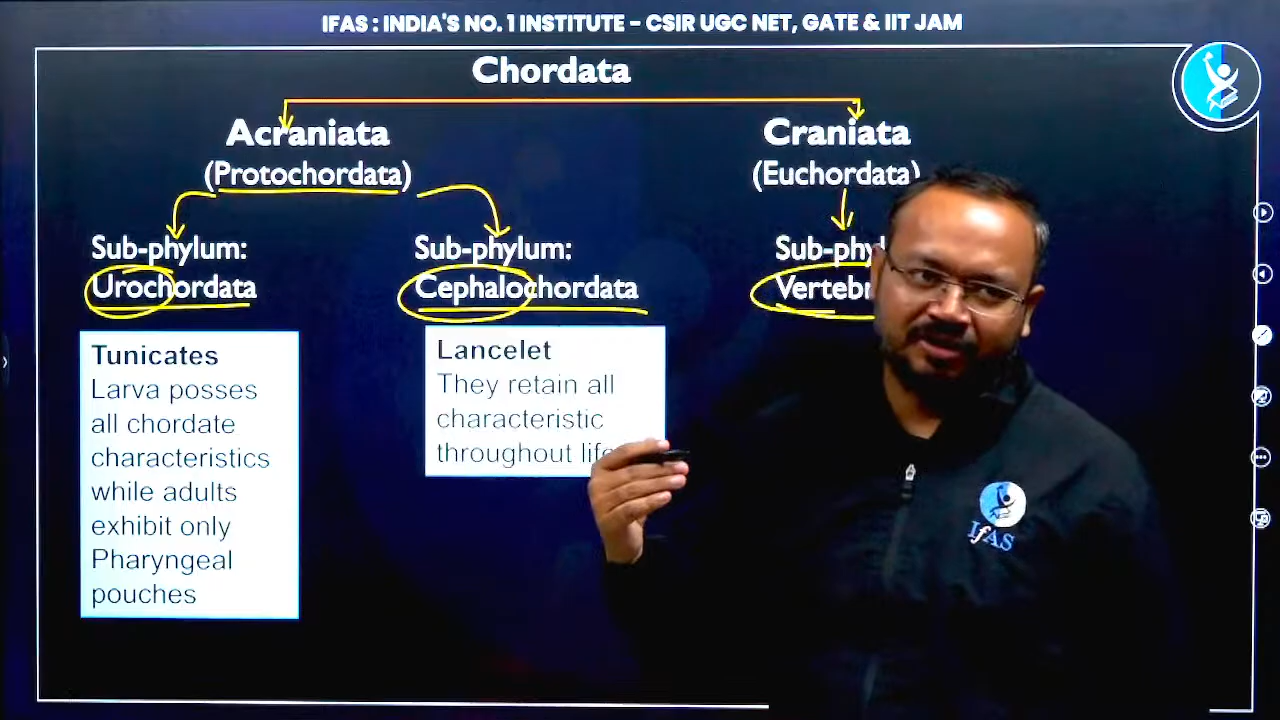 IFAS : INDIA'S NO. 1 INSTITUTE - CSIR UGC NET, GATE & IIT JAM
Chordata
Acraniata
(Protochordata)
Craniata
(Euchordata)
Sub-phylum:
Urochordata
Sub-phylum:
Cephalochordata
Tunicates
Larva posses
all chordate
characteristics
while adults
exhibit only
Pharyngeal
pouches
Lancelet
They retain all
characteristic
throughout
IfAS